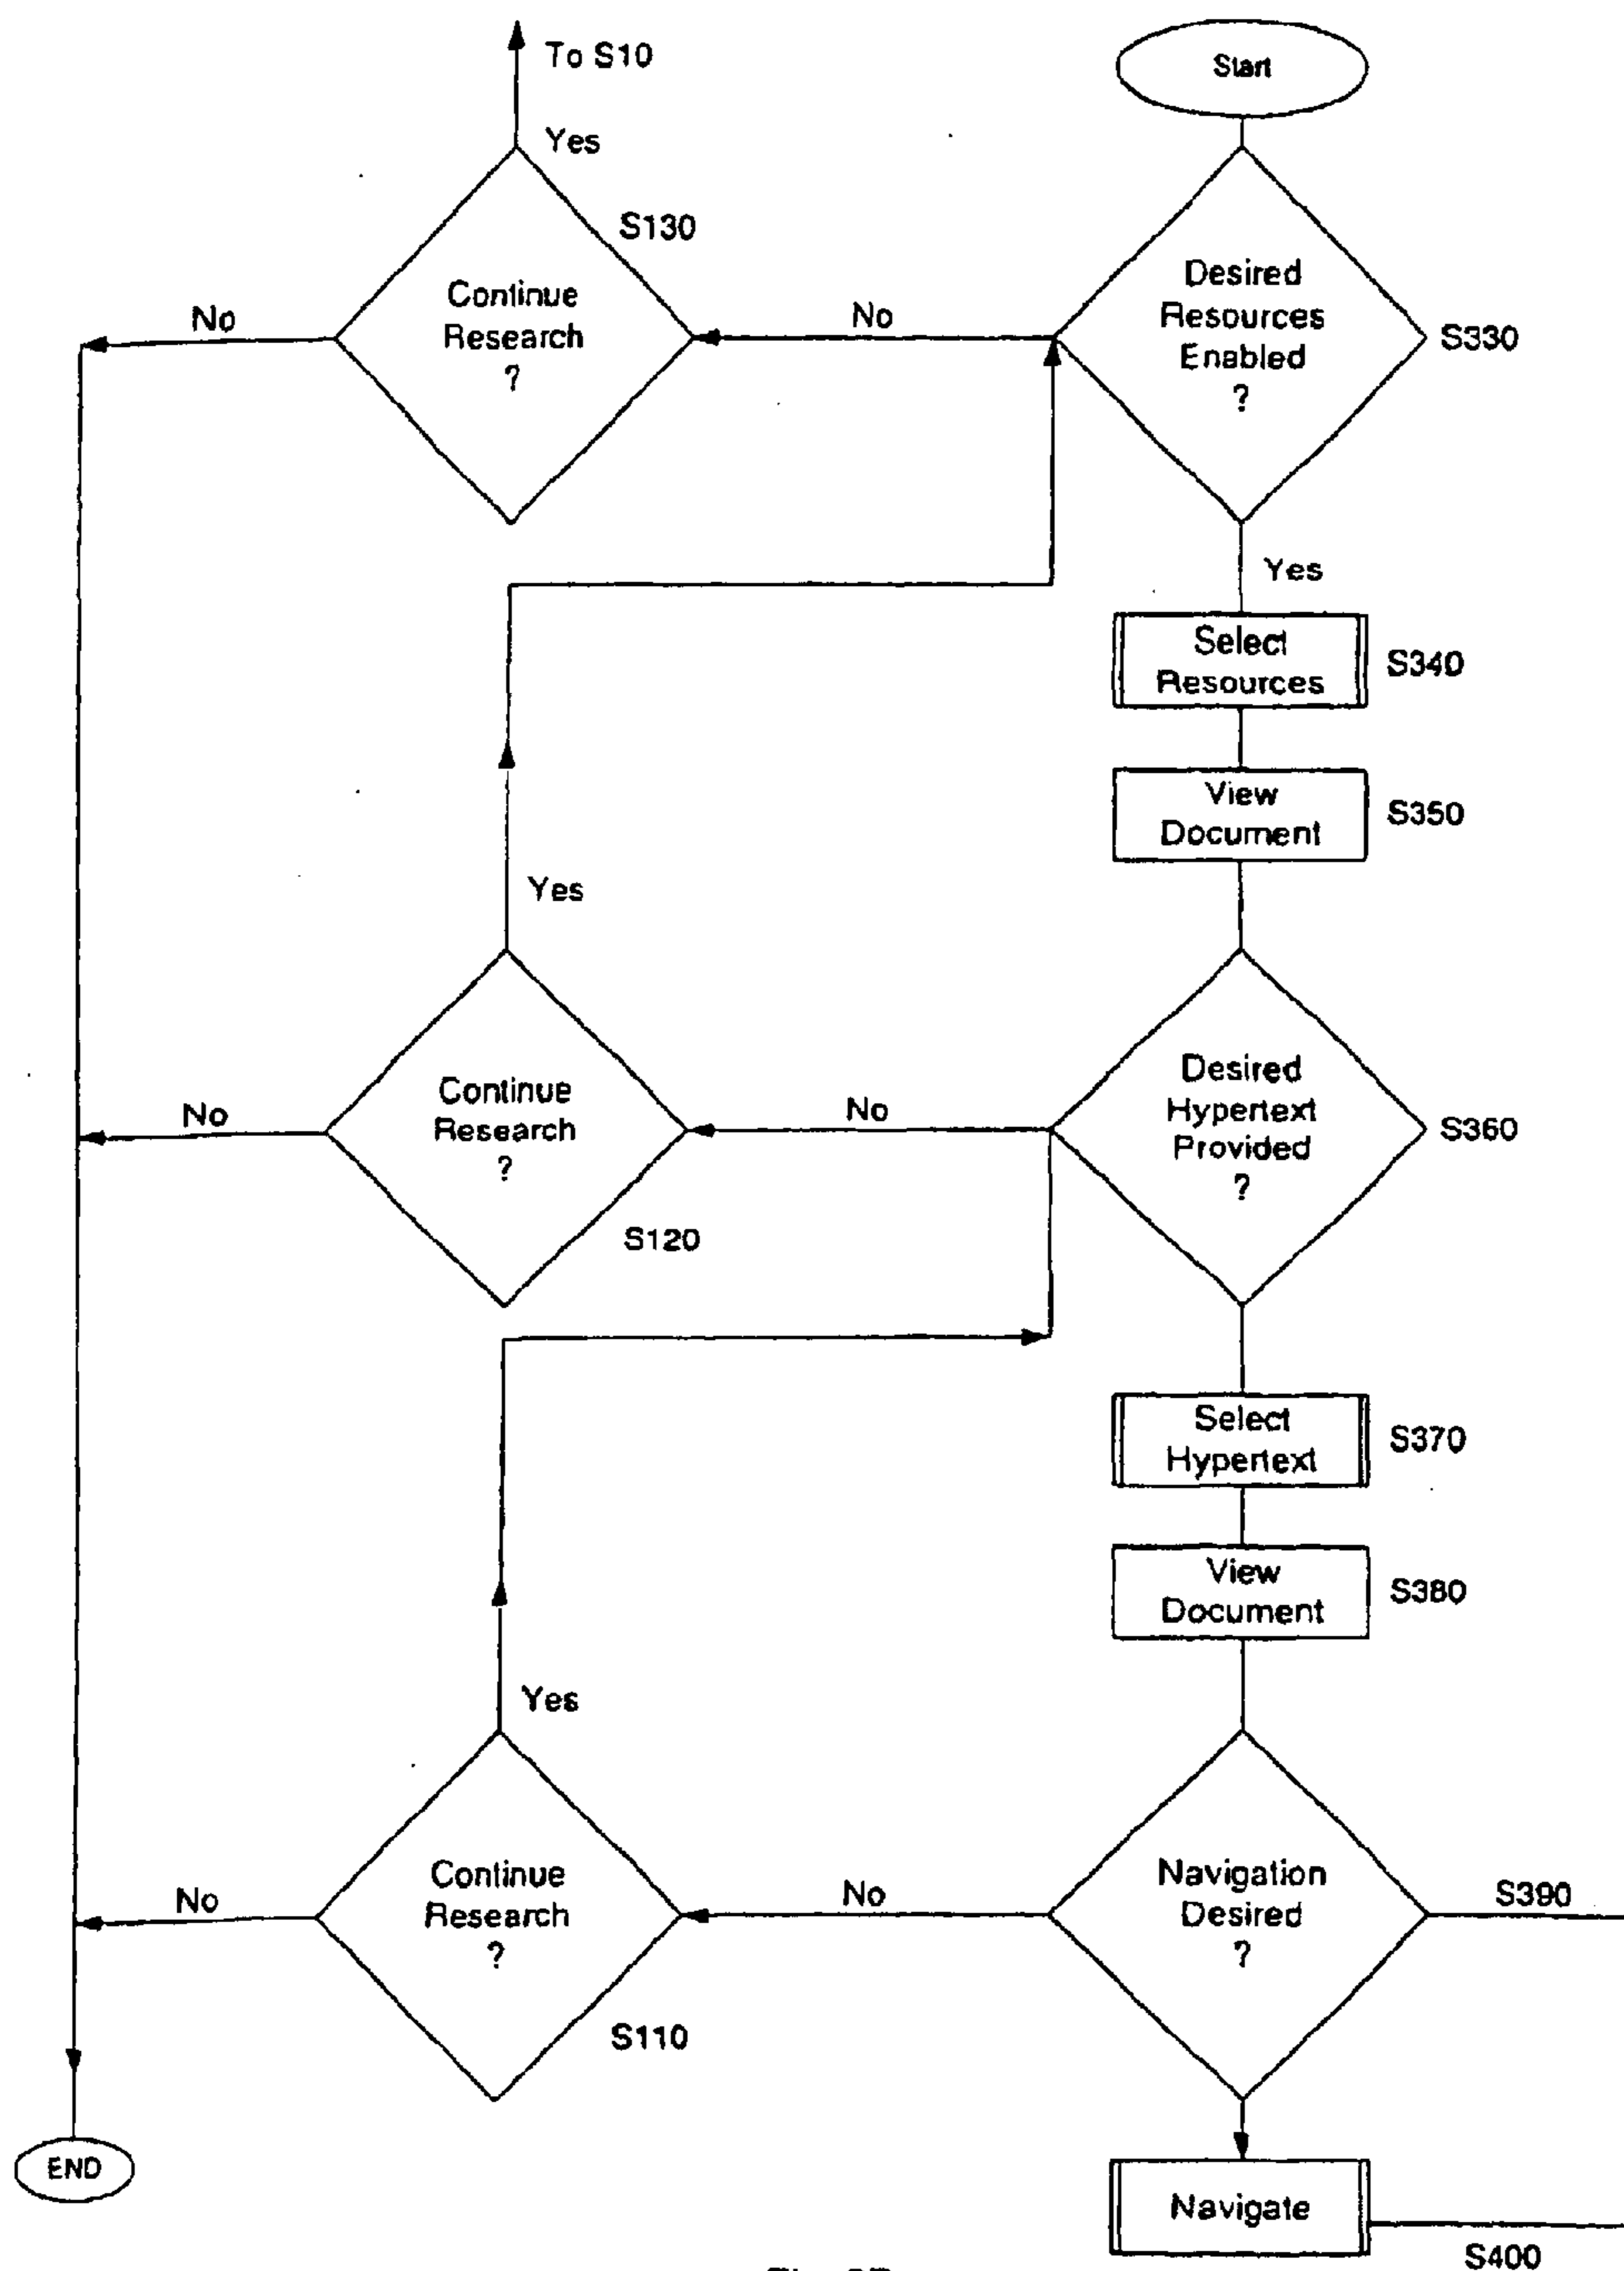 To S10
Start
Yes
S130
Continue
Research
?
No
No
Desired
Resources
Enabled
?
S330
Yes
Select
Resources
S340
View
Document
S350
Yes
Continue
Research
?
No
No
S120
Desired
Hypertext
Provided
?
S360
Select
Hypertext
S370
View
Document
S380
Yes
Continue
Research
?
No
No
S110
Navigation
Desired
?
S390
END
Navigate
S400